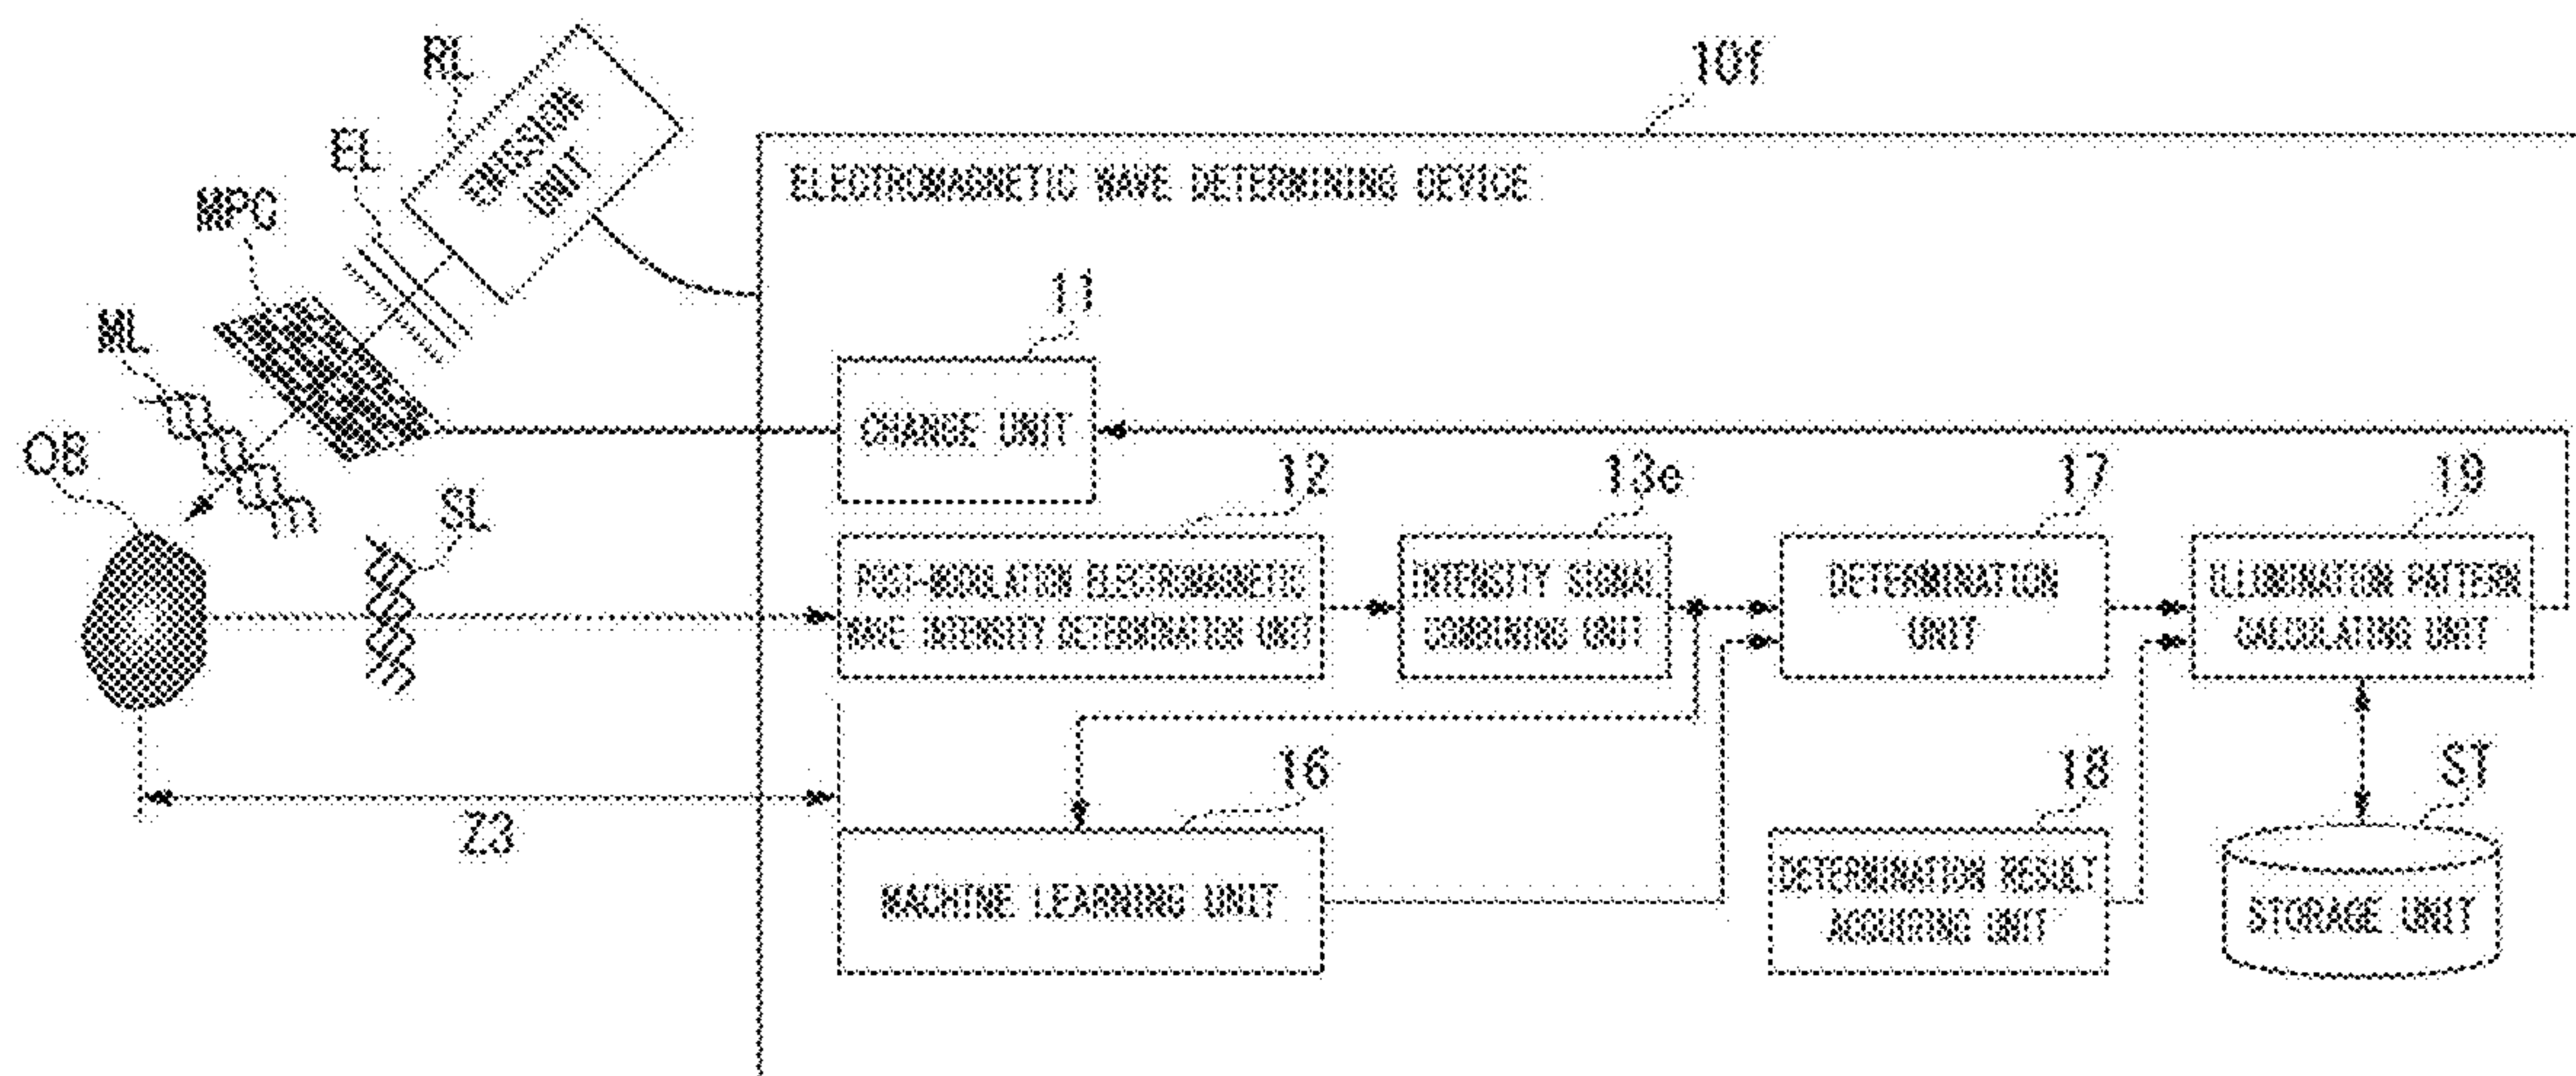 RL
EMISSION
UNIT
EL
MPC
ML
OB
SL
Z3
10f
ELECTROMAGNETIC WAVE DETERMINING DEVICE
11
CHANGE UNIT
12
POST-MODULATION ELECTROMAGNETIC
WAVE INTENSITY DETERMINATION UNIT
13e
INTENSITY SIGNAL
COMBINING UNIT
17
DETERMINATION
UNIT
19
ILLUMINATION PATTERN
CALCULATING UNIT
16
MACHINE LEARNING UNIT
18
DETERMINATION RESULT
ACQUIRING UNIT
ST
STORAGE UNIT